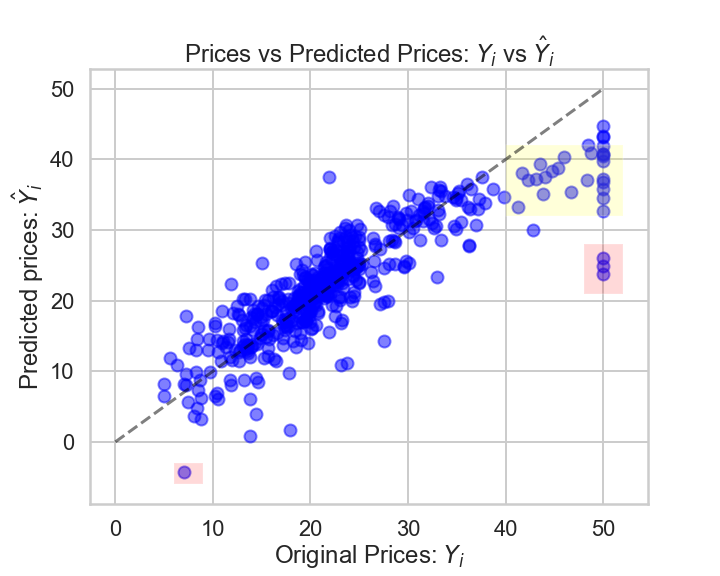 Prices vs Predicted Prices: $Y_i$ vs $\hat{Y}_i$
Predicted prices: $\hat{Y}_i$
50
40
30
20
10
0
0 10 20 30 40 50
Original Prices: $Y_i$